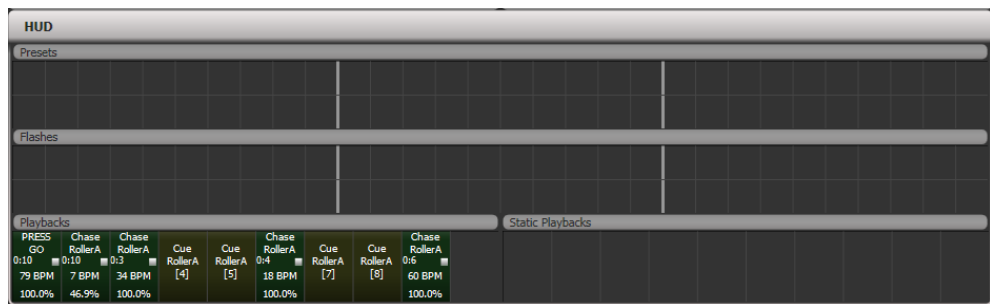 HUD
Presets
Flashes
Playbacks
Static Playbacks
PRESS
GO
0:10
79 BPM
100.0%
Chase
RollerA
0:10
7 BPM
46.9%
Chase
RollerA
0:3
34 BPM
100.0%
Cue
RollerA
[4]
Cue
RollerA
[5]
Chase
RollerA
0:4
18 BPM
100.0%
Cue
RollerA
[7]
Cue
RollerA
[8]
Chase
RollerA
0:6
60 BPM
100.0%